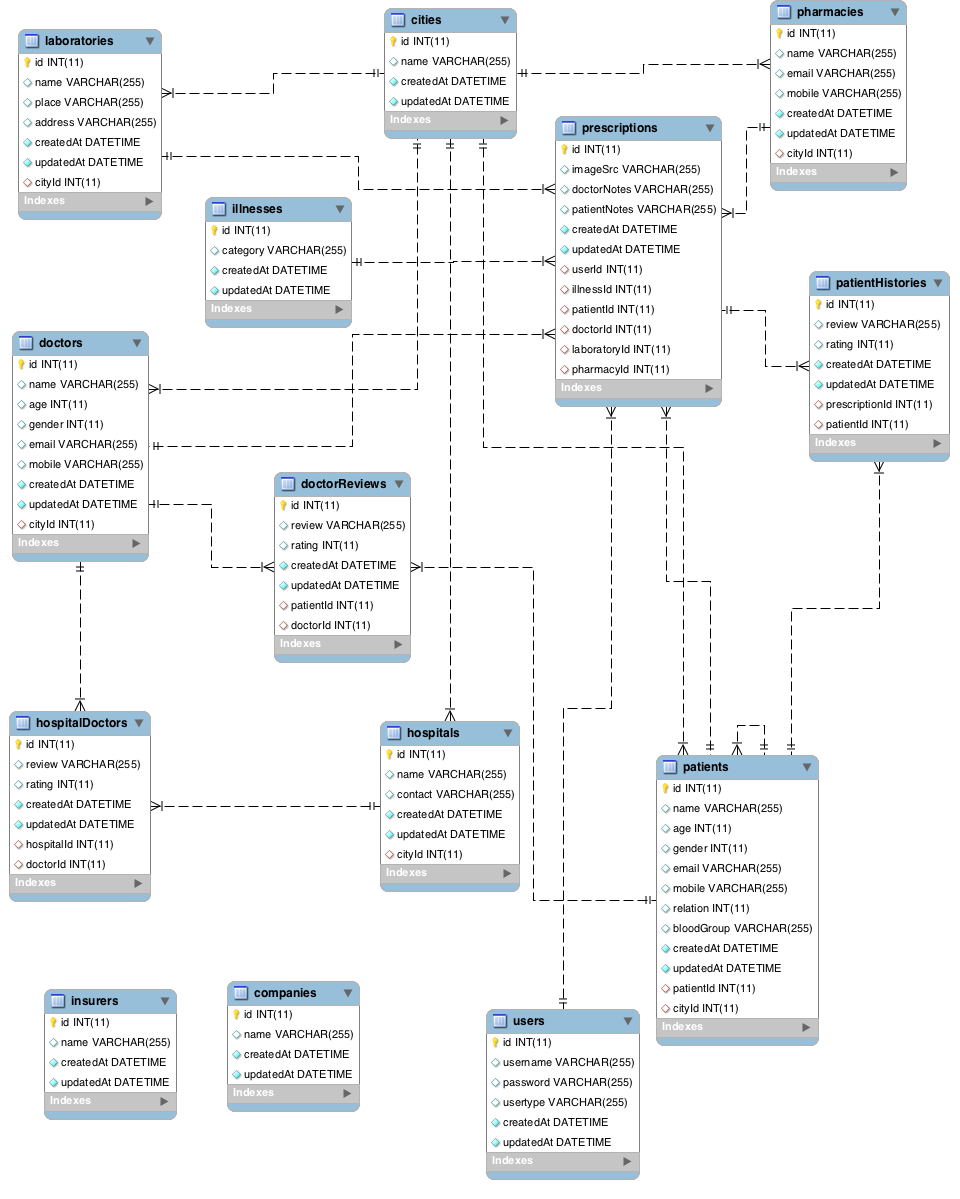 laboratories
id INT(11)
name VARCHAR(255)
place VARCHAR(255)
address VARCHAR(255)
createdAt DATETIME
updatedAt DATETIME
cityId INT(11)
Indexes
cities
id INT(11)
name VARCHAR(255)
createdAt DATETIME
updatedAt DATETIME
Indexes
pharmacies
id INT(11)
name VARCHAR(255)
email VARCHAR(255)
mobile VARCHAR(255)
createdAt DATETIME
updatedAt DATETIME
cityId INT(11)
Indexes
prescriptions
id INT(11)
imageSrc VARCHAR(255)
doctorNotes VARCHAR(255)
patientNotes VARCHAR(255)
createdAt DATETIME
updatedAt DATETIME
userId INT(11)
illnessId INT(11)
patientId INT(11)
doctorId INT(11)
laboratoryId INT(11)
pharmacyId INT(11)
Indexes
illnesses
id INT(11)
category VARCHAR(255)
createdAt DATETIME
updatedAt DATETIME
Indexes
patientHistories
id INT(11)
review VARCHAR(255)
rating INT(11)
createdAt DATETIME
updatedAt DATETIME
prescriptionId INT(11)
patientId INT(11)
Indexes
doctors
id INT(11)
name VARCHAR(255)
age INT(11)
gender INT(11)
email VARCHAR(255)
mobile VARCHAR(255)
createdAt DATETIME
updatedAt DATETIME
cityId INT(11)
Indexes
doctorReviews
id INT(11)
review VARCHAR(255)
rating INT(11)
createdAt DATETIME
updatedAt DATETIME
patientId INT(11)
doctorId INT(11)
Indexes
hospitalDoctors
id INT(11)
review VARCHAR(255)
rating INT(11)
createdAt DATETIME
updatedAt DATETIME
hospitalId INT(11)
doctorId INT(11)
Indexes
hospitals
id INT(11)
name VARCHAR(255)
contact VARCHAR(255)
createdAt DATETIME
updatedAt DATETIME
cityId INT(11)
Indexes
patients
id INT(11)
name VARCHAR(255)
age INT(11)
gender INT(11)
email VARCHAR(255)
mobile VARCHAR(255)
relation INT(11)
bloodGroup VARCHAR(255)
createdAt DATETIME
updatedAt DATETIME
patientId INT(11)
cityId INT(11)
Indexes
insurers
id INT(11)
name VARCHAR(255)
createdAt DATETIME
updatedAt DATETIME
Indexes
companies
id INT(11)
name VARCHAR(255)
createdAt DATETIME
updatedAt DATETIME
Indexes
users
id INT(11)
username VARCHAR(255)
password VARCHAR(255)
usertype VARCHAR(255)
createdAt DATETIME
updatedAt DATETIME
Indexes